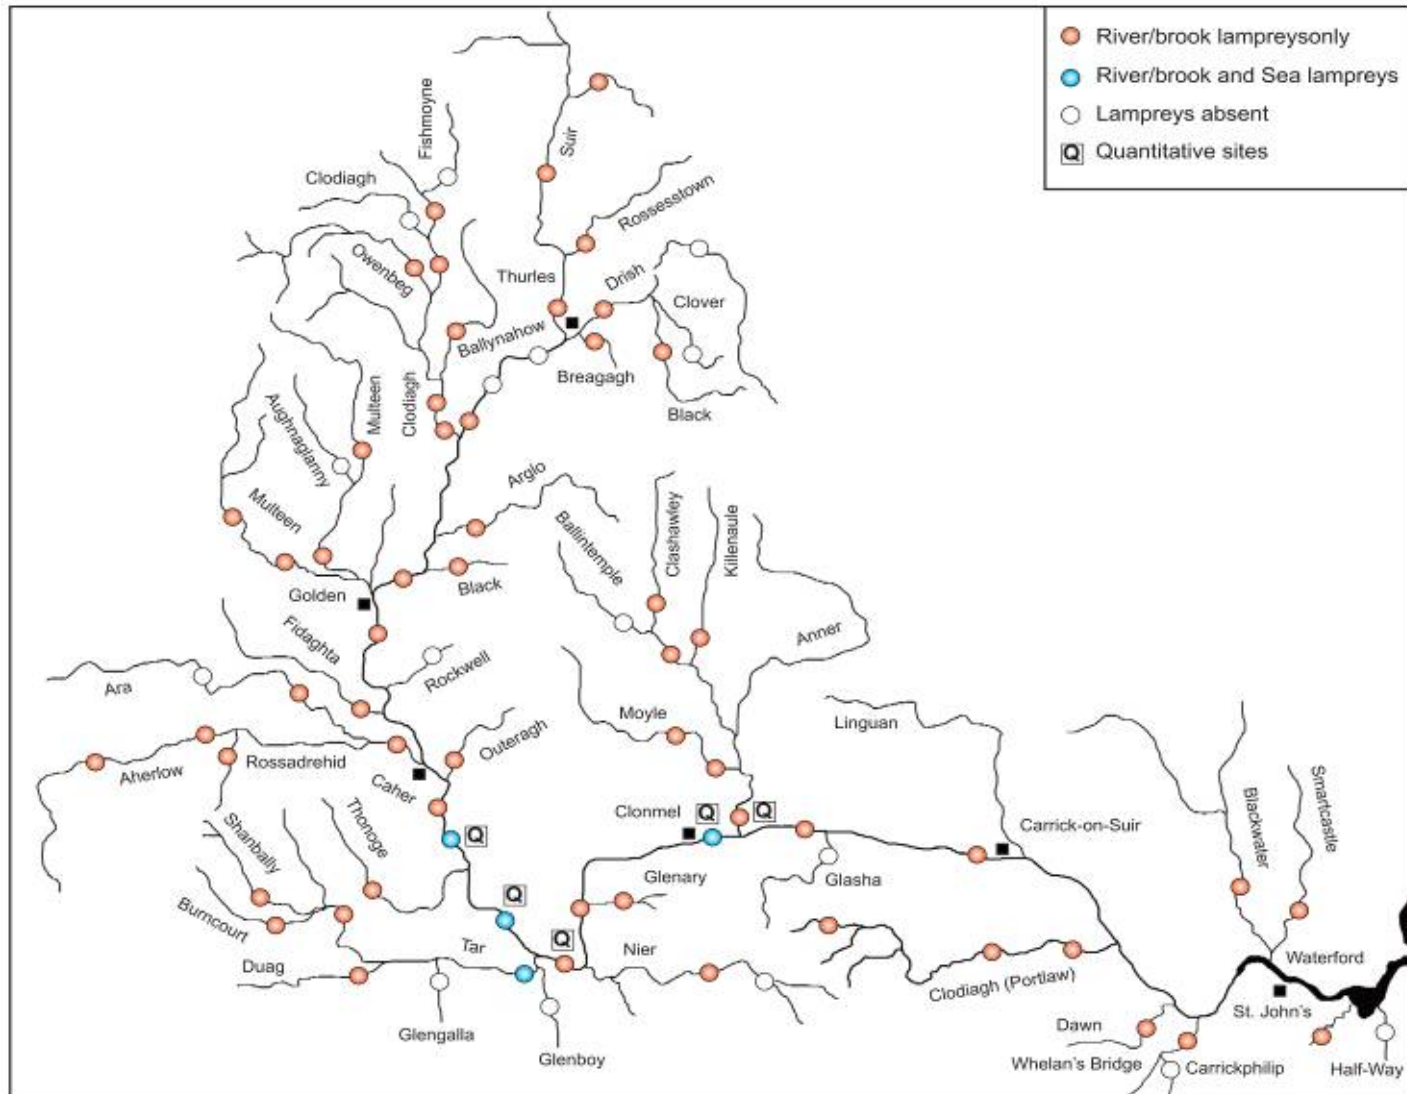 River/brook lampreysonly
River/brook and Sea lampreys
Lampreys absent
Q Quantitative sites
Fishmoyne
Suir
Clodiagh
Rossesstown
Owenbeg
Thurles
Drish
Clover
Ballynahow
Breagagh
Black
Multeen
Clodiagh
Aughnaglanny
Arglo
Multeen
Ballintemple
Clashawley
Killenaule
Black
Golden
Fidaghta
Anner
Rockwell
Ara
Moyle
Linguan
Outeragh
Rossadrehid
Aherlow
Caher
Thonoge
Shanbally
Clonmel
Q
Q
Q
Carrick-on-Suir
Blackwater
Smartcastle
Glenary
Glasha
Q
Burncourt
Q
Tar
Nier
Duag
Clodiagh (Portlaw)
Waterford
St. John's
Glengalla
Glenboy
Dawn
Whelan's Bridge
Carrickphilip
Half-Way